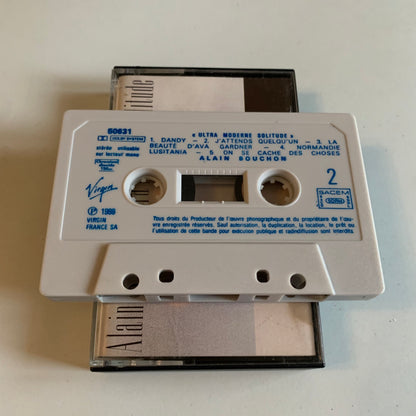 itude
60631
« ULTRA MODERNE SOLITUDE »
DOLBY SYSTEM
1. DANDY – 2. J'ATTENDS QUELQU'UN – 3. LA
stéréo utilisable
sur lecteur mono
BEAUTÉ D'AVA GARDNER – 4. NORMANDIE
LUSITANIA – 5. ON SE CACHE DES CHOSES
ALAIN SOUCHON
2
Virgin
SACEM
Ⓟ 1988
VIRGIN
FRANCE SA
Tous droits du Producteur de l'œuvre phonographique et du propriétaire de l'œu-
vre enregistrée réservés. Sauf autorisation, la duplication, la location, le prêt ou
l'utilisation de cette bande pour exécution publique et radiodiffusion sont interdits.
Alain